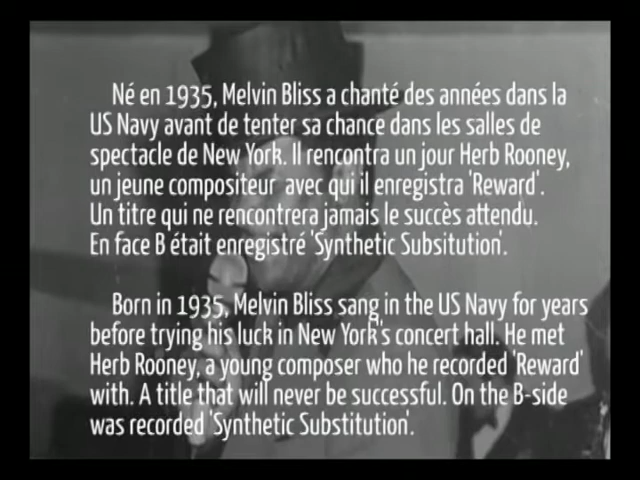 Né en 1935, Melvin Bliss a chanté des années dans la
US Navy avant de tenter sa chance dans les salles de
spectacle de New York. Il rencontra un jour Herb Rooney,
un jeune compositeur avec qui il enregistra 'Reward'.
Un titre qui ne rencontrera jamais le succès attendu.
En face B était enregistré 'Synthetic Subsitution'.
Born in 1935, Melvin Bliss sang in the US Navy for years
before trying his luck in New York's concert hall. He met
Herb Rooney, a young composer who he recorded 'Reward'
with. A title that will never be successful. On the B-side
was recorded 'Synthetic Substitution'.